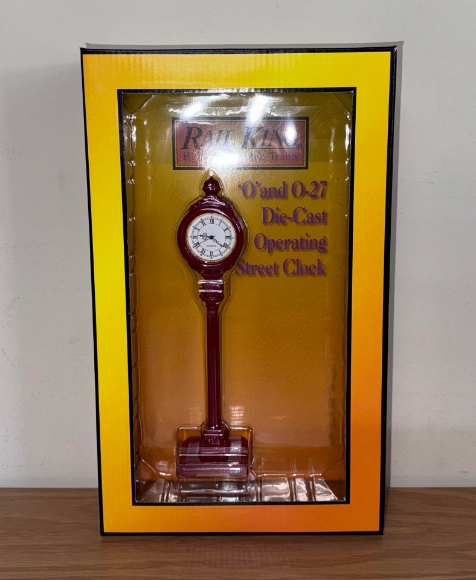 RAIL KING
'O' and O-27
Die-Cast
Operating
Street Clock